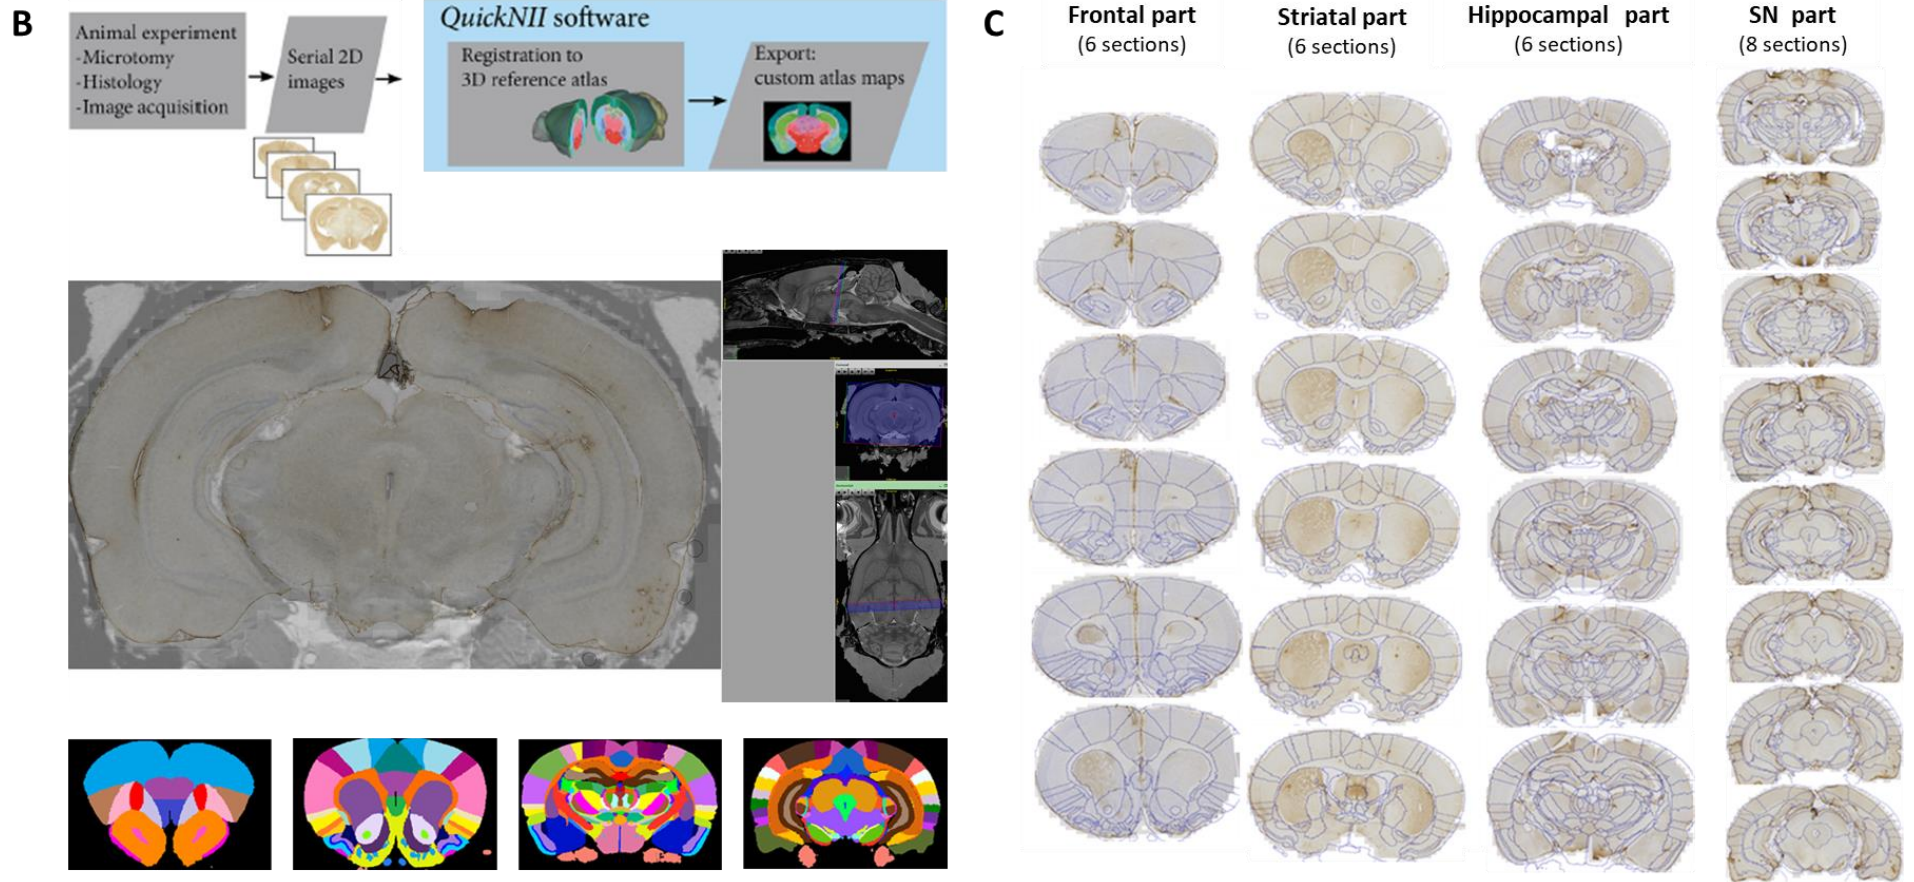 B
Animal experiment
-Microtomy
-Histology
-Image acquisition
Serial 2D
images
QuickNII software
Registration to
3D reference atlas
Export:
custom atlas maps
C
Frontal part
(6 sections)
Striatal part
(6 sections)
Hippocampal part
(6 sections)
SN part
(8 sections)